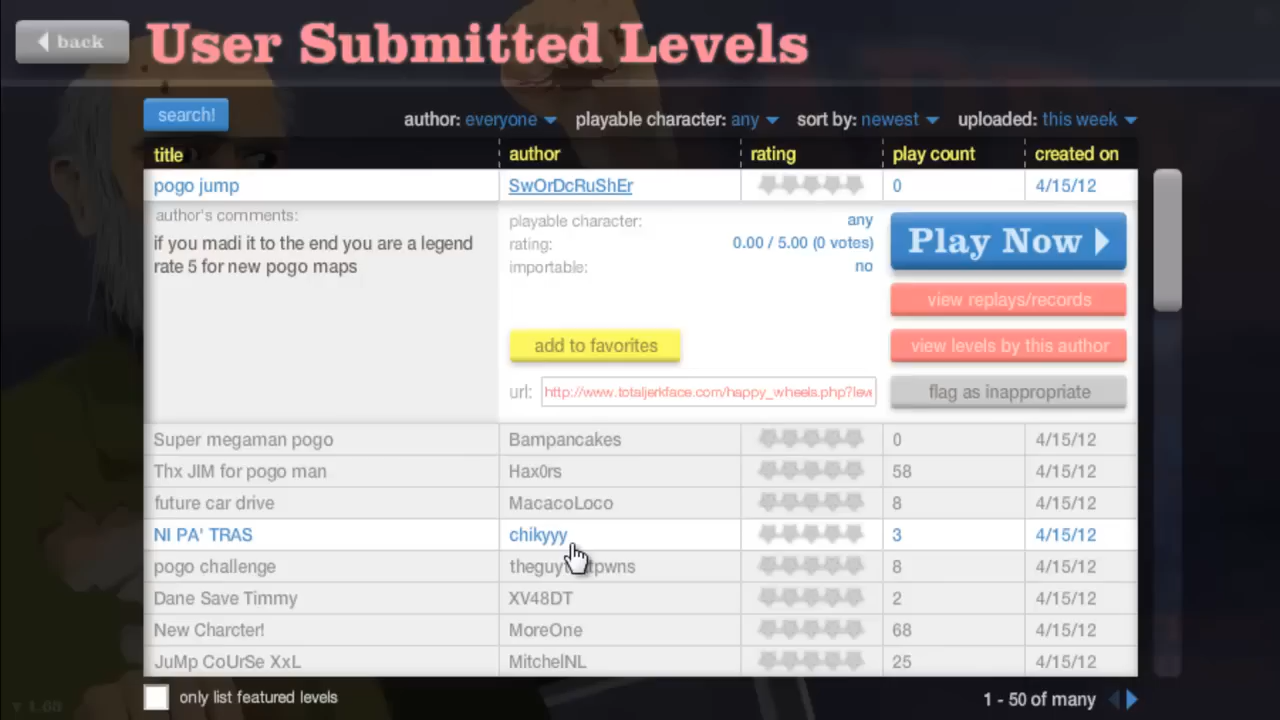 back
User Submitted Levels
search!
author: everyone playable character: any sort by: newest uploaded: this week
title author rating play count created on
pogo jump SwOrDcRuShEr 0 4/15/12
author's comments:
if you madi it to the end you are a legend
rate 5 for new pogo maps
playable character: any
rating: 0.00 / 5.00 (0 votes)
importable: no
Play Now
view replays/records
add to favorites
view levels by this author
url: http://www.totaljerkface.com/happy_wheels.php?lev
flag as inappropriate
Super megaman pogo Bampancakes 0 4/15/12
Thx JIM for pogo man Hax0rs 58 4/15/12
future car drive MacacoLoco 8 4/15/12
NI PA' TRAS chikyyy 3 4/15/12
pogo challenge 8 4/15/12
Dane Save Timmy XV48DT 2 4/15/12
New Charcter! MoreOne 68 4/15/12
JuMp CoUrSe XxL MitchelNL 25 4/15/12
only list featured levels
1 - 50 of many